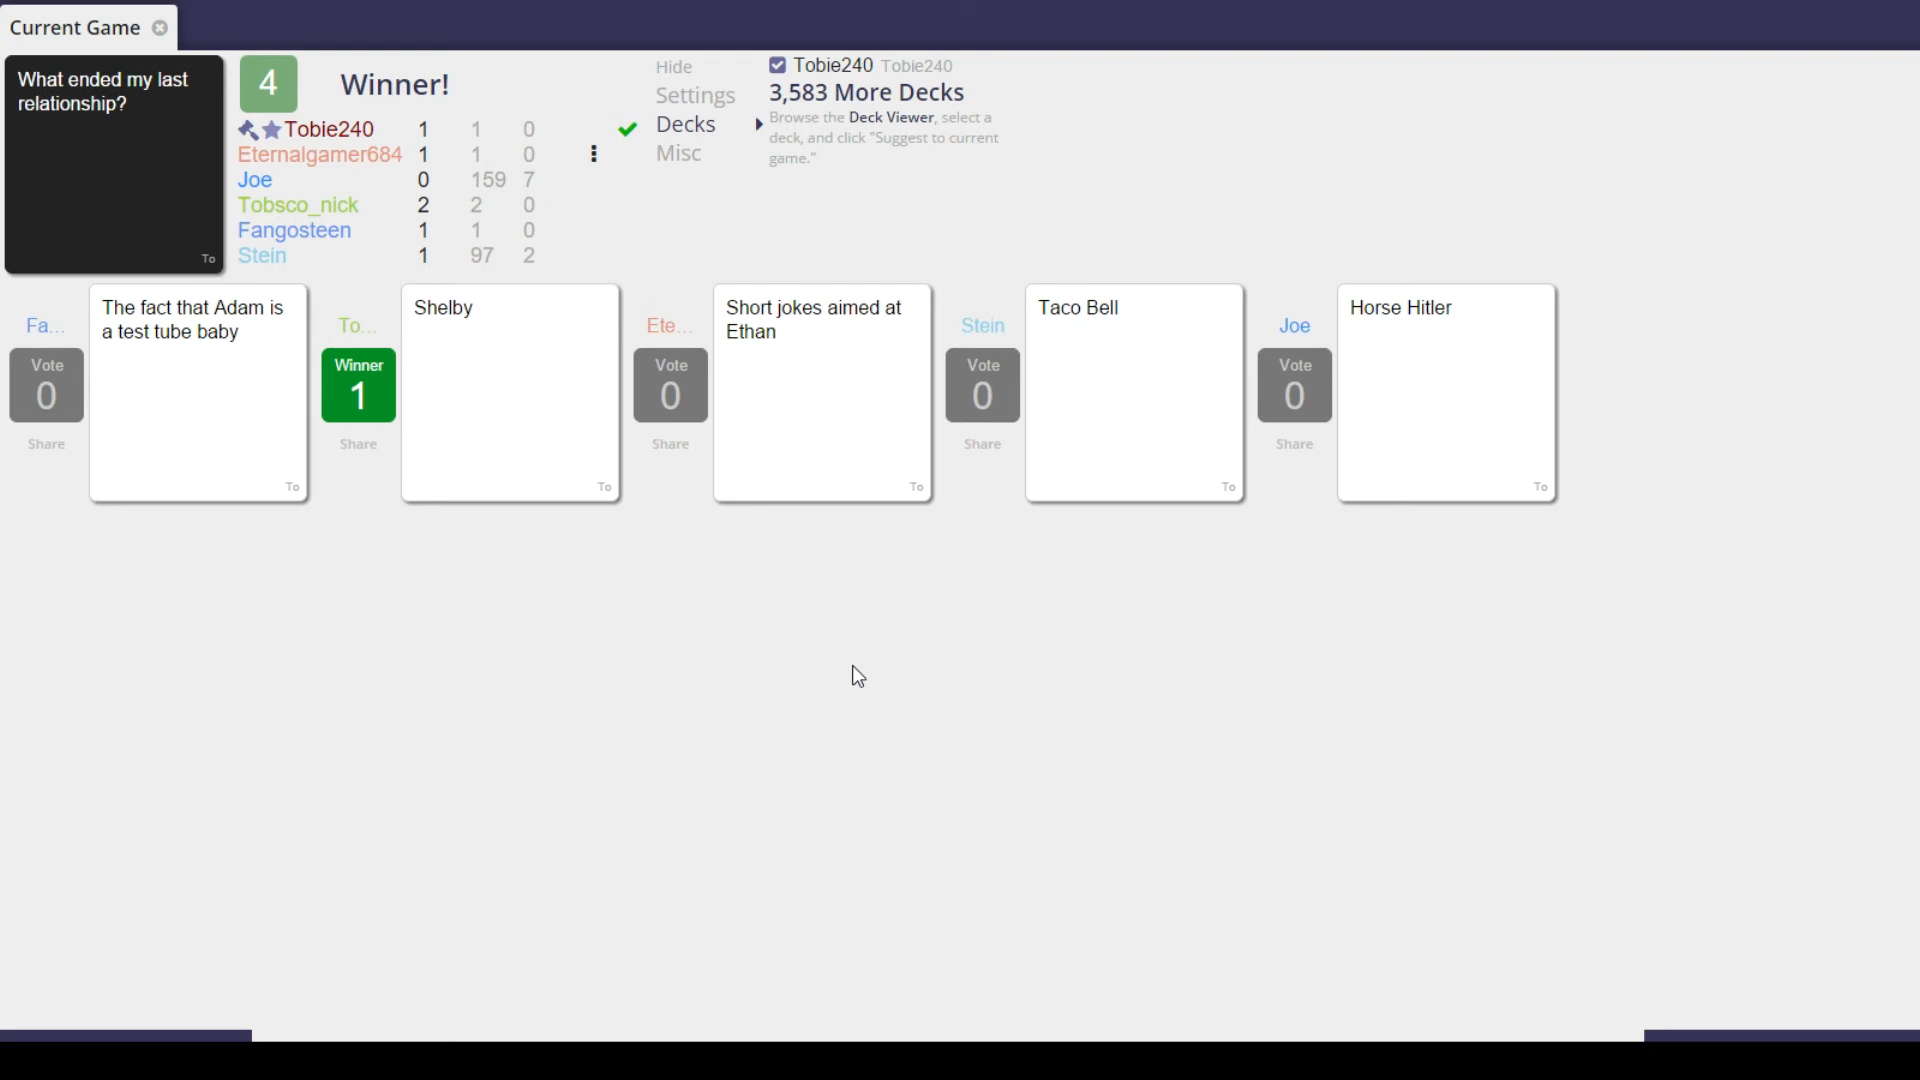 Current Game
What ended my last
relationship?
To
4
Winner!
Tobie240 1 1 0
Eternalgamer684 1 1 0
Joe 0 159 7
Tobsco_nick 2 2 0
Fangosteen 1 1 0
Stein 1 97 2
Hide
Settings
Decks
Misc
Tobie240 Tobie240
3,583 More Decks
Browse the Deck Viewer, select a
deck, and click "Suggest to current
game."
Fa...
Vote
0
Share
The fact that Adam is
a test tube baby
To
To...
Winner
1
Share
Shelby
To
Ete...
Vote
0
Share
Short jokes aimed at
Ethan
To
Stein
Vote
0
Share
Taco Bell
To
Joe
Vote
0
Share
Horse Hitler
To